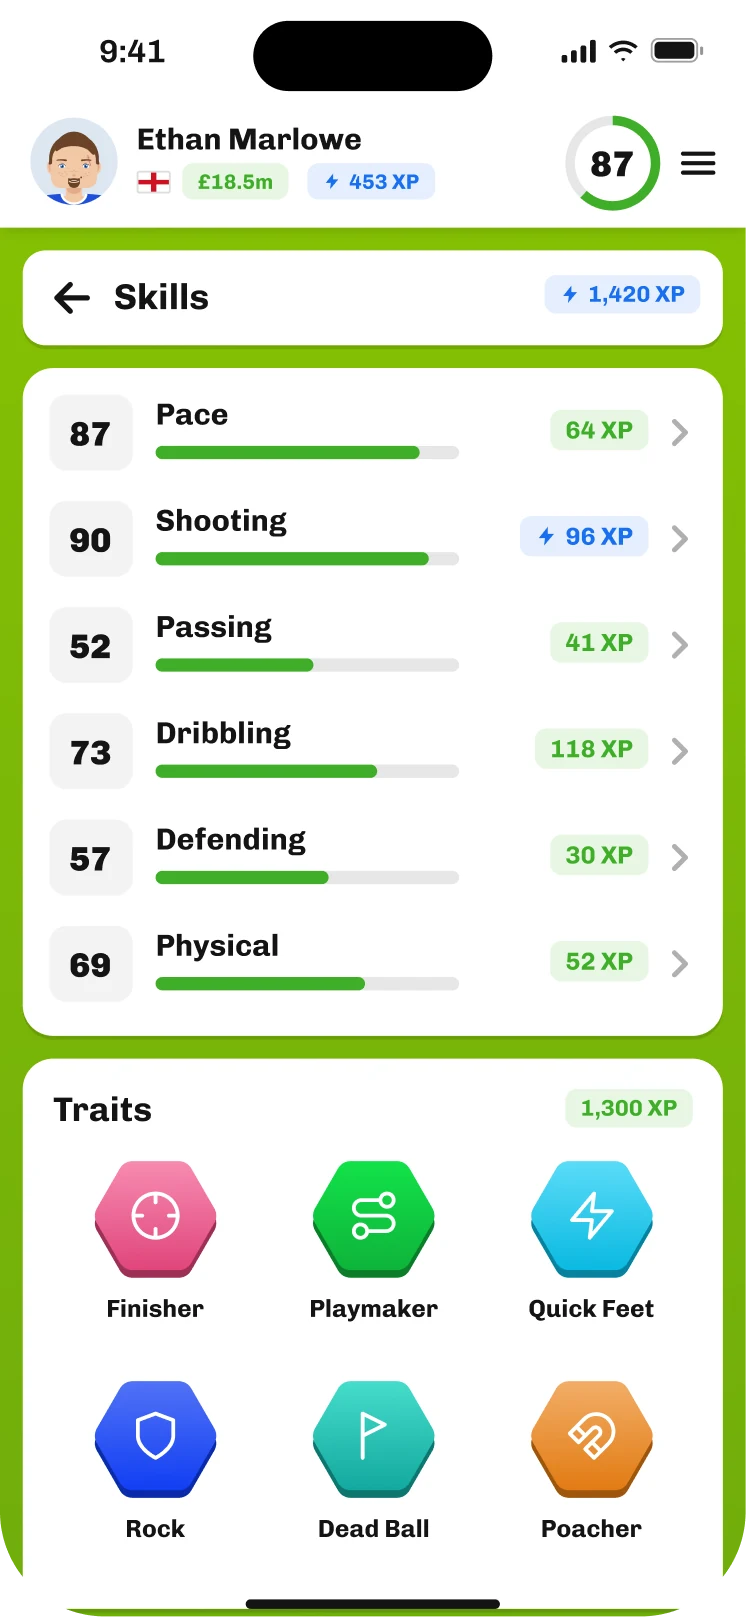 9:41
Ethan Marlowe
£18.5m
453 XP
87
Skills
1,420 XP
87
Pace
64 XP
90
Shooting
96 XP
52
Passing
41 XP
73
Dribbling
118 XP
57
Defending
30 XP
69
Physical
52 XP
Traits
1,300 XP
Finisher
Playmaker
Quick Feet
Rock
Dead Ball
Poacher